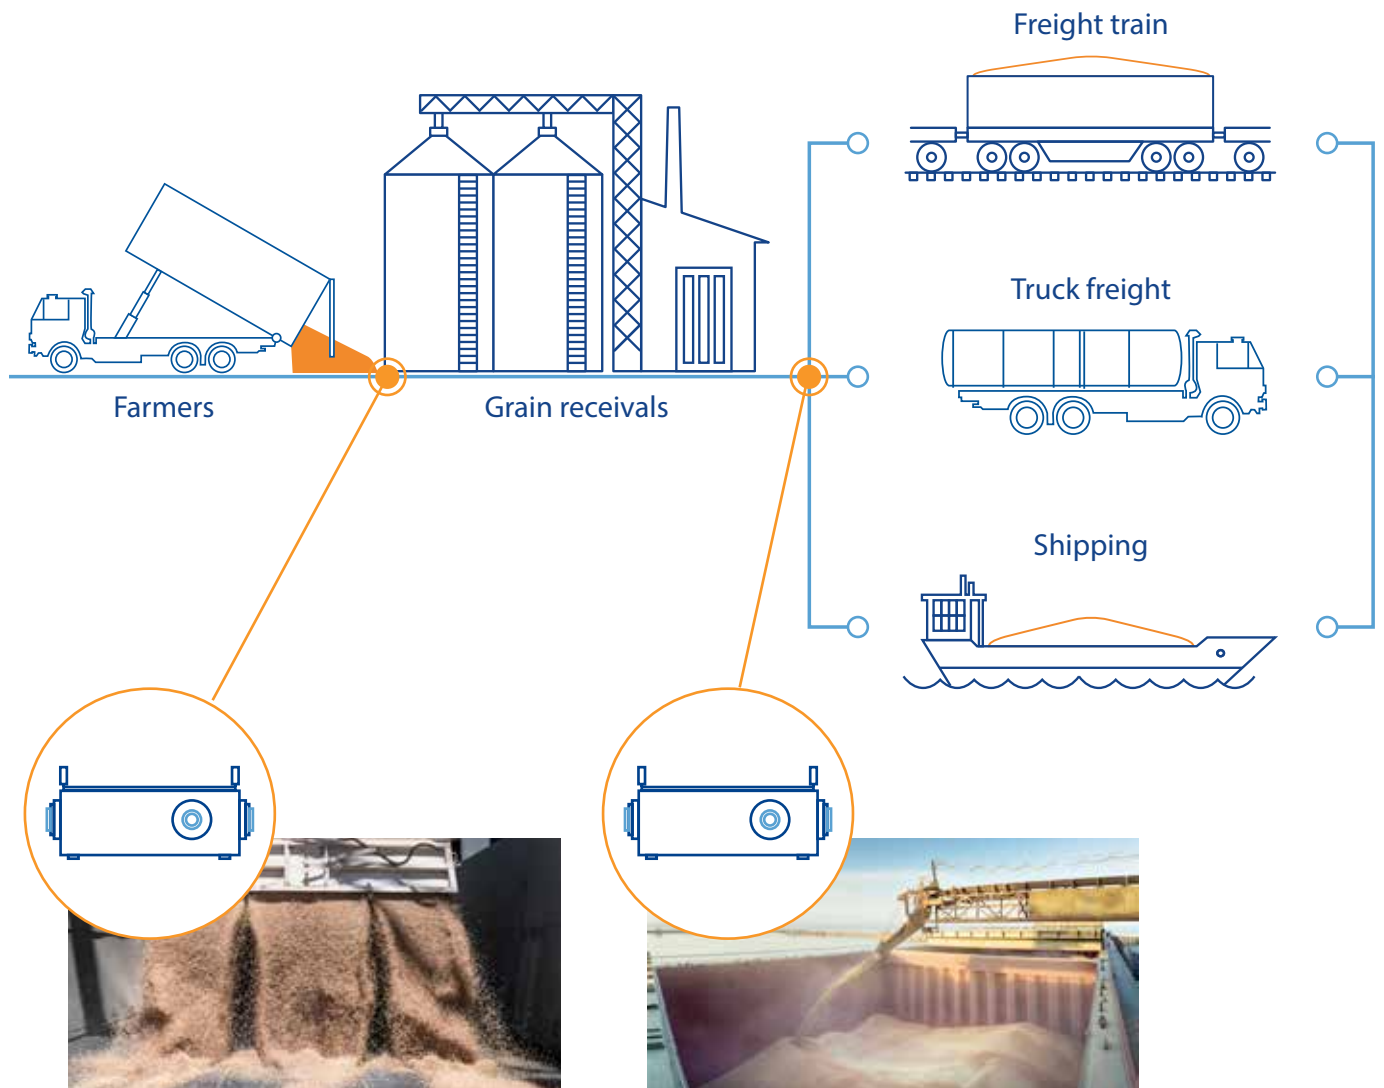 Freight train
Truck freight
Farmers
Grain receivals
Shipping